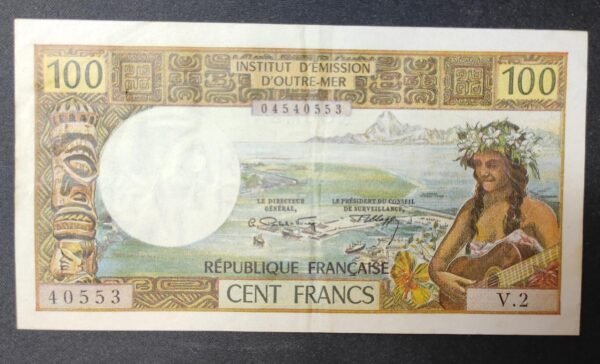 100
INSTITUT D'ÉMISSION
D'OUTRE-MER
100
04540553
LE DIRECTEUR
GÉNÉRAL,
LE PRÉSIDENT DU CONSEIL
DE SURVEILLANCE,
RÉPUBLIQUE FRANÇAISE
40553
CENT FRANCS
V.2